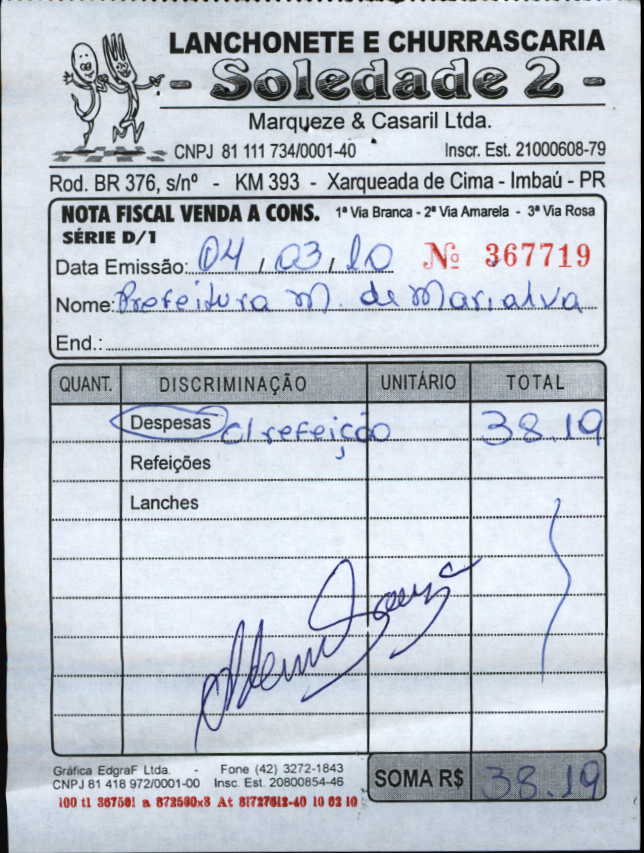 LANCHONETE E CHURRASCARIA
- Soledade 2 -
Marqueze & Casaril Ltda.
CNPJ 81 111 734/0001-40 Inscr. Est. 21000608-79
Rod. BR 376, s/nº - KM 393 - Xarqueada de Cima - Imbaú - PR
NOTA FISCAL VENDA A CONS. 1ª Via Branca - 2ª Via Amarela - 3ª Via Rosa
SÉRIE D/1
Data Emissão: 04 / 03 / 10 Nº 367719
Nome: Prefeitura M. de Marialva
End.:
QUANT. DISCRIMINAÇÃO UNITÁRIO TOTAL
Despesas c/ refeição 38.19
Refeições
Lanches
Gráfica EdgraF Ltda. - Fone (42) 3272-1843
CNPJ 81 418 972/0001-00 Insc. Est. 20800854-46
SOMA R$ 38.19